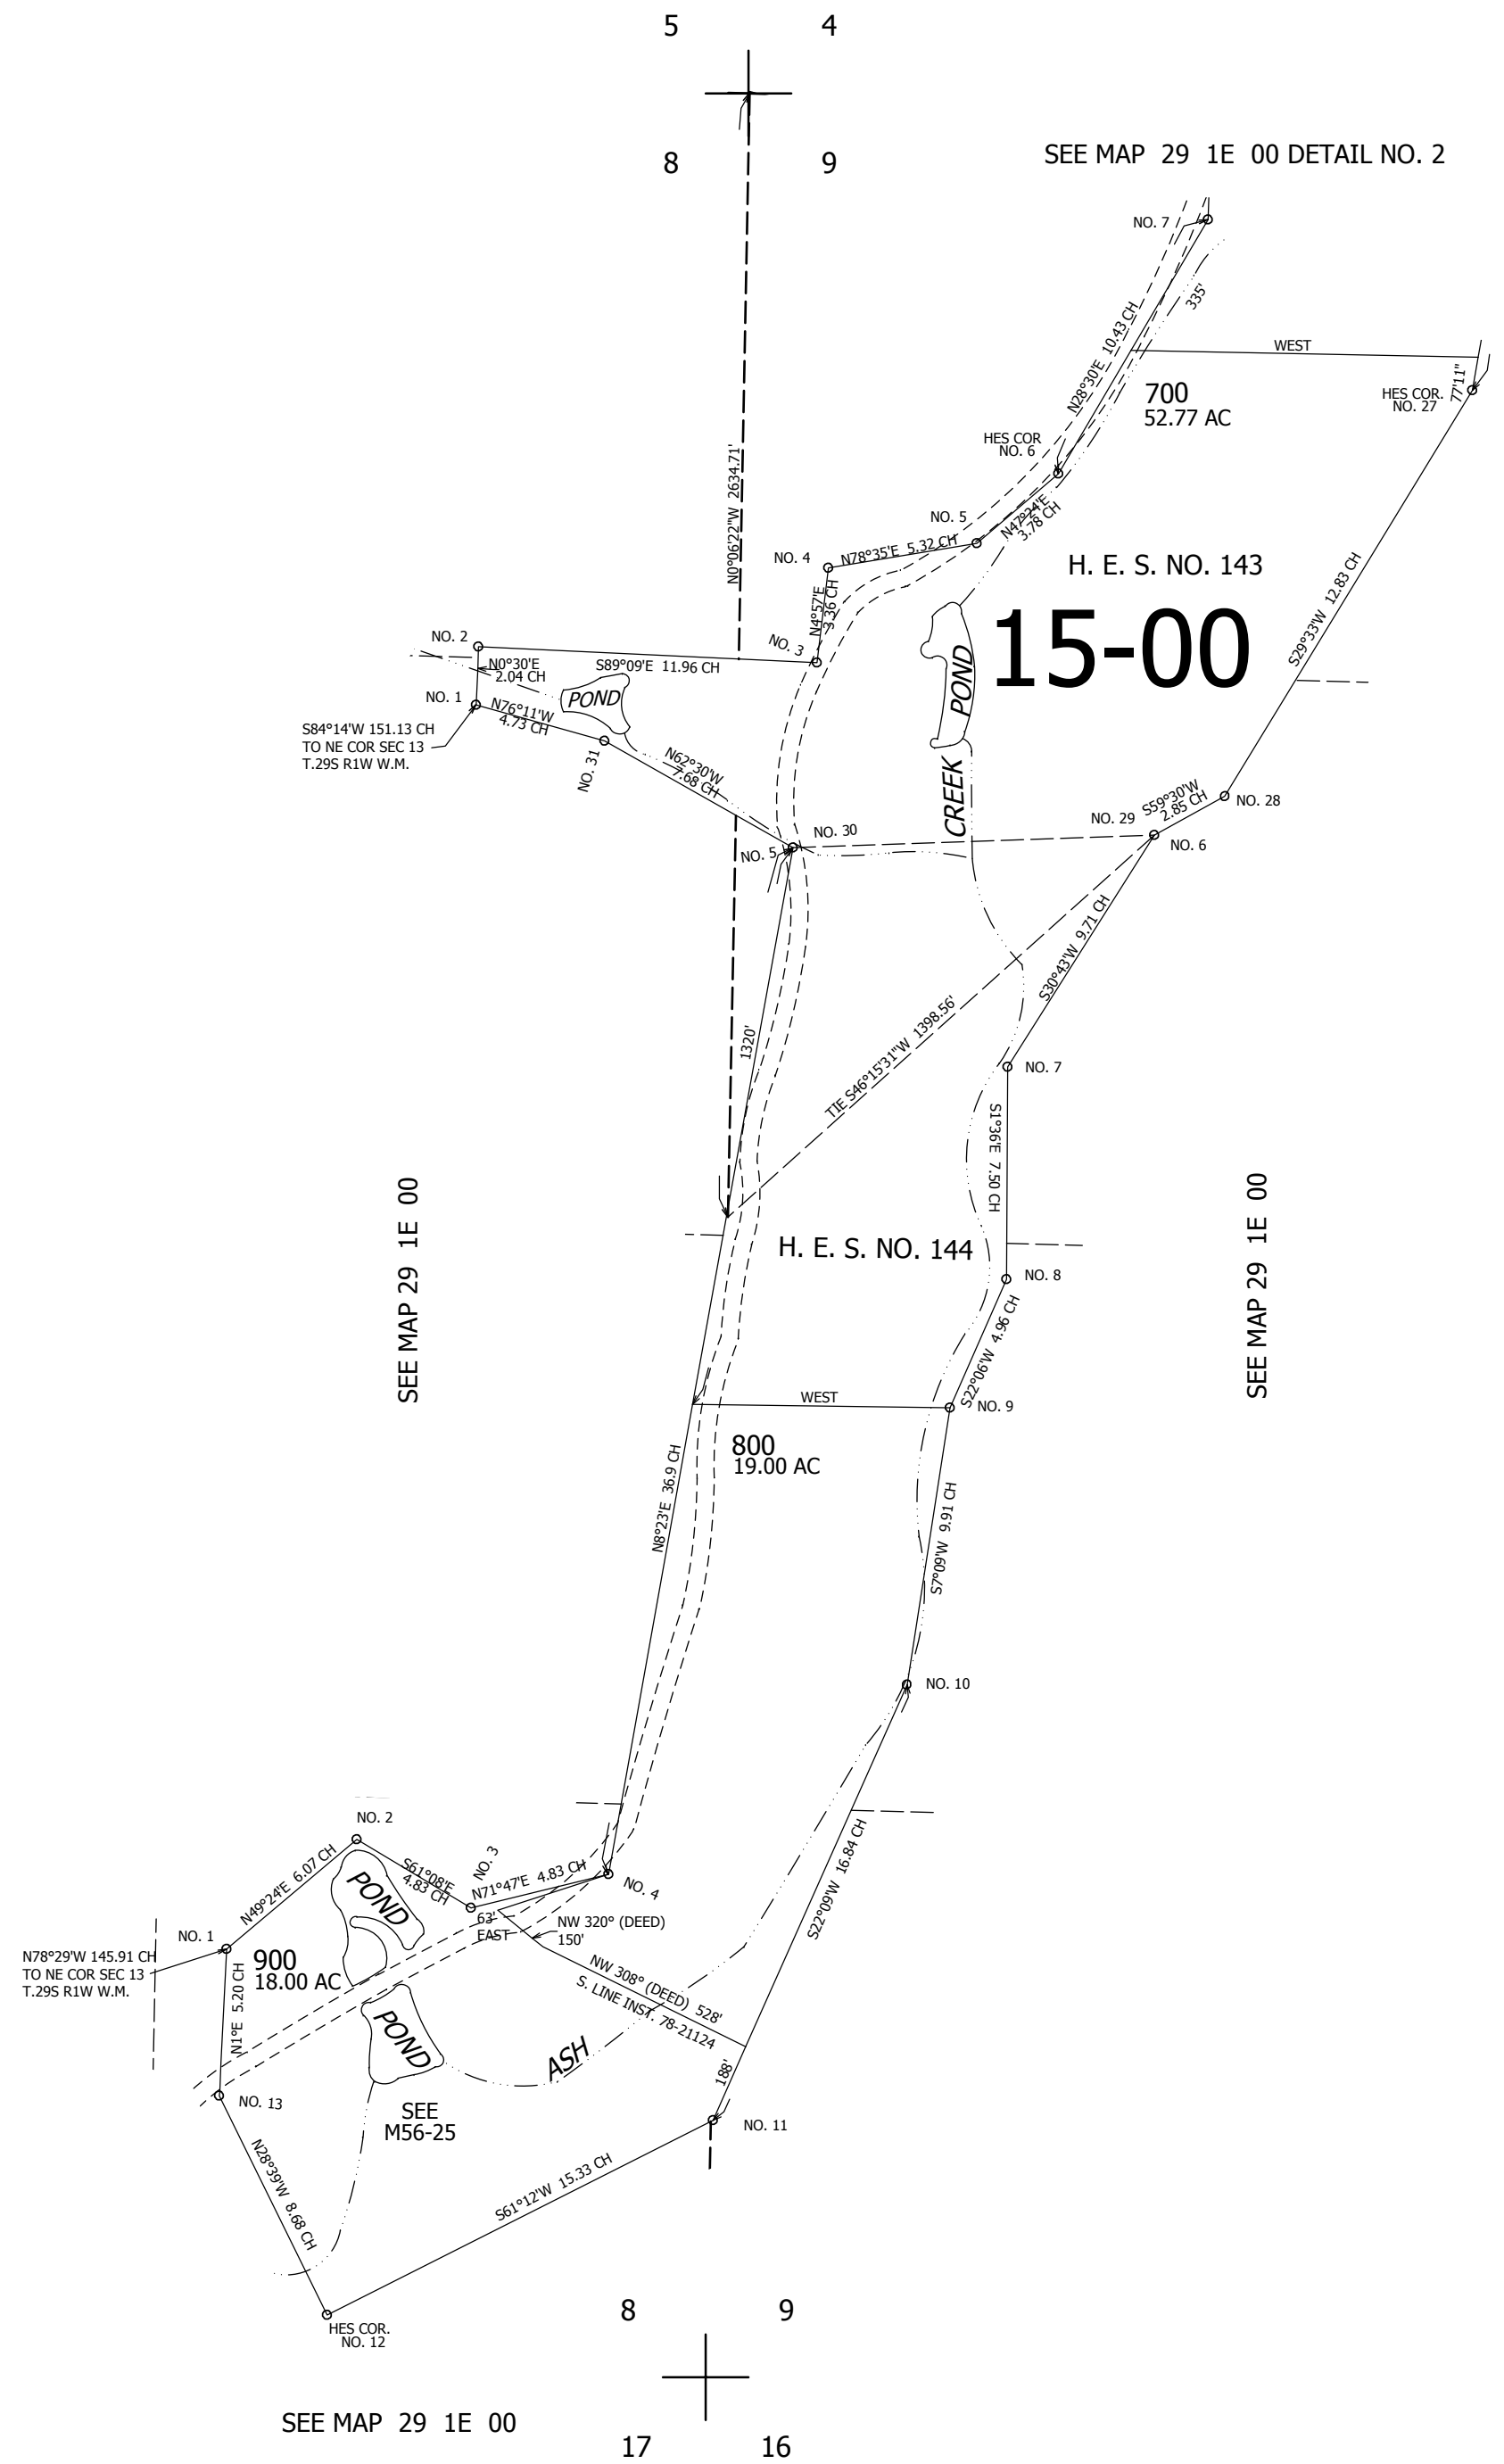 5 4
8 9
SEE MAP 29 1E 00 DETAIL NO. 2
NO. 7
335'
N28°30'E 10.43 CH
WEST
77'11"
700
52.77 AC
HES COR.
NO. 27
HES COR
NO. 6
N0°06'22"W 2634.71'
NO. 5
N47°24'E
3.78 CH
NO. 4
N78°35'E 5.32 CH
H. E. S. NO. 143
15-00
S29°33'W 12.83 CH
N4°57'E
3.36 CH
NO. 2
NO. 3
S89°09'E 11.96 CH
N0°30'E
2.04 CH
POND
POND
NO. 1
N76°11'W
4.73 CH
S84°14'W 151.13 CH
TO NE COR SEC 13
T.29S R1W W.M.
NO. 31
N62°30'W
7.68 CH
CREEK
S59°30'W
2.85 CH
NO. 28
NO. 29
NO. 30
NO. 5
NO. 6
S30°43'W 9.71 CH
1320'
TIE S46°15'31"W 1398.56'
NO. 7
S1°36'E 7.50 CH
SEE MAP 29 1E 00
SEE MAP 29 1E 00
H. E. S. NO. 144
NO. 8
S22°06'W 4.96 CH
WEST
NO. 9
800
19.00 AC
N8°23'E 36.9 CH
S7°09'W 9.91 CH
NO. 10
NO. 2
S22°09'W 16.84 CH
N49°24'E 6.07 CH
S61°08'E
4.83 CH
NO. 3
N71°47'E 4.83 CH
NO. 4
POND
63'
EAST
NW 320° (DEED)
150'
NO. 1
N78°29'W 145.91 CH
TO NE COR SEC 13
T.29S R1W W.M.
900
18.00 AC
NW 308° (DEED) 528'
S. LINE INST. 78-21124
N1°E 5.20 CH
POND
ASH
188'
NO. 13
SEE
M56-25
NO. 11
N28°39'W 8.68 CH
S61°12'W 15.33 CH
HES COR.
NO. 12
8 9
SEE MAP 29 1E 00
17 16